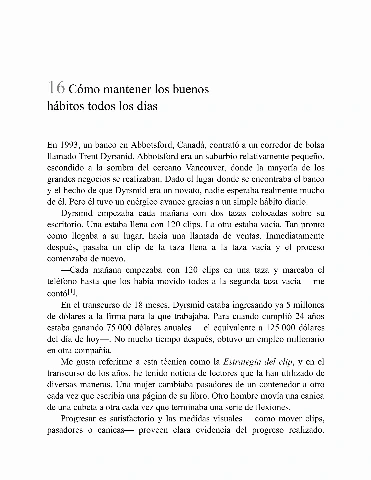 16 Cómo mantener los buenos
hábitos todos los días
En 1993, un banco en Abbotsford, Canadá, contrató a un corredor de bolsa
llamado Trent Dyrsmid. Abbotsford era un suburbio relativamente pequeño,
escondido a la sombra del cercano Vancouver, donde la mayoría de los
grandes negocios se realizaban. Dado el lugar donde se encontraba el banco
y el hecho de que Dyrsmid era un novato, nadie esperaba realmente mucho
de él. Pero él tuvo un enérgico avance gracias a un simple hábito diario.
Dyrsmid empezaba cada mañana con dos tazas colocadas sobre su
escritorio. Una estaba llena con 120 clips. La otra estaba vacía. Tan pronto
como llegaba a su lugar, hacía una llamada de ventas. Inmediatamente
después, pasaba un clip de la taza llena a la taza vacía y el proceso
comenzaba de nuevo.
—Cada mañana empezaba con 120 clips en una taza y marcaba el
teléfono hasta que los había movido todos a la segunda taza vacía —me
contó[1].
En el transcurso de 18 meses, Dyrsmid estaba ingresando ya 5 millones
de dólares a la firma para la que trabajaba. Para cuando cumplió 24 años
estaba ganando 75 000 dólares anuales —el equivalente a 125 000 dólares
del día de hoy—. No mucho tiempo después, obtuvo un empleo millonario
en otra compañía.
Me gusta referirme a esta técnica como la Estrategia del clip, y en el
transcurso de los años, he tenido noticia de lectores que la han utilizado de
diversas maneras. Una mujer cambiaba pasadores de un contenedor a otro
cada vez que escribía una página de su libro. Otro hombre movía una canica
de una cubeta a otra cada vez que terminaba una serie de flexiones.
Progresar es satisfactorio y las medidas visuales —como mover clips,
pasadores o canicas— proveen clara evidencia del progreso realizado.